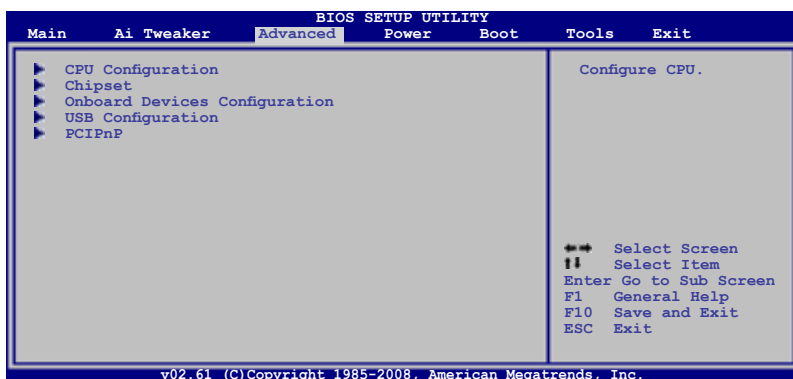 BIOS SETUP UTILITY
Main Ai Tweaker Advanced Power Boot Tools Exit
CPU Configuration
Chipset
Onboard Devices Configuration
USB Configuration
PCIPnP
Configure CPU.
Select Screen
Select Item
Enter Go to Sub Screen
F1 General Help
F10 Save and Exit
ESC Exit
v02.61 (C)Copyright 1985-2008, American Megatrends, Inc.